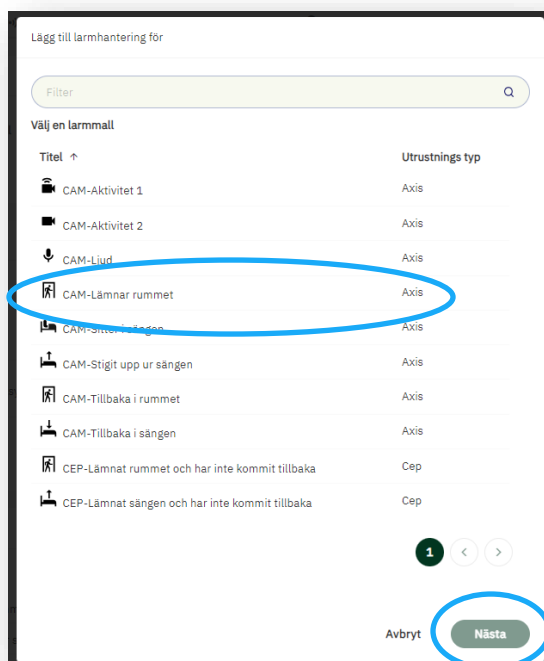 Lägg till larmhantering för
Filter
Välj en larmmall
Titel ↑ Utrustnings typ
CAM-Aktivitet 1 Axis
CAM-Aktivitet 2 Axis
CAM-Ljud Axis
CAM-Lämnar rummet Axis
CAM-Sitter i sängen Axis
CAM-Stigit upp ur sängen Axis
CAM-Tillbaka i rummet Axis
CAM-Tillbaka i sängen Axis
CEP-Lämnat rummet och har inte kommit tillbaka Cep
CEP-Lämnat sängen och har inte kommit tillbaka Cep
1 < >
Avbryt Nästa